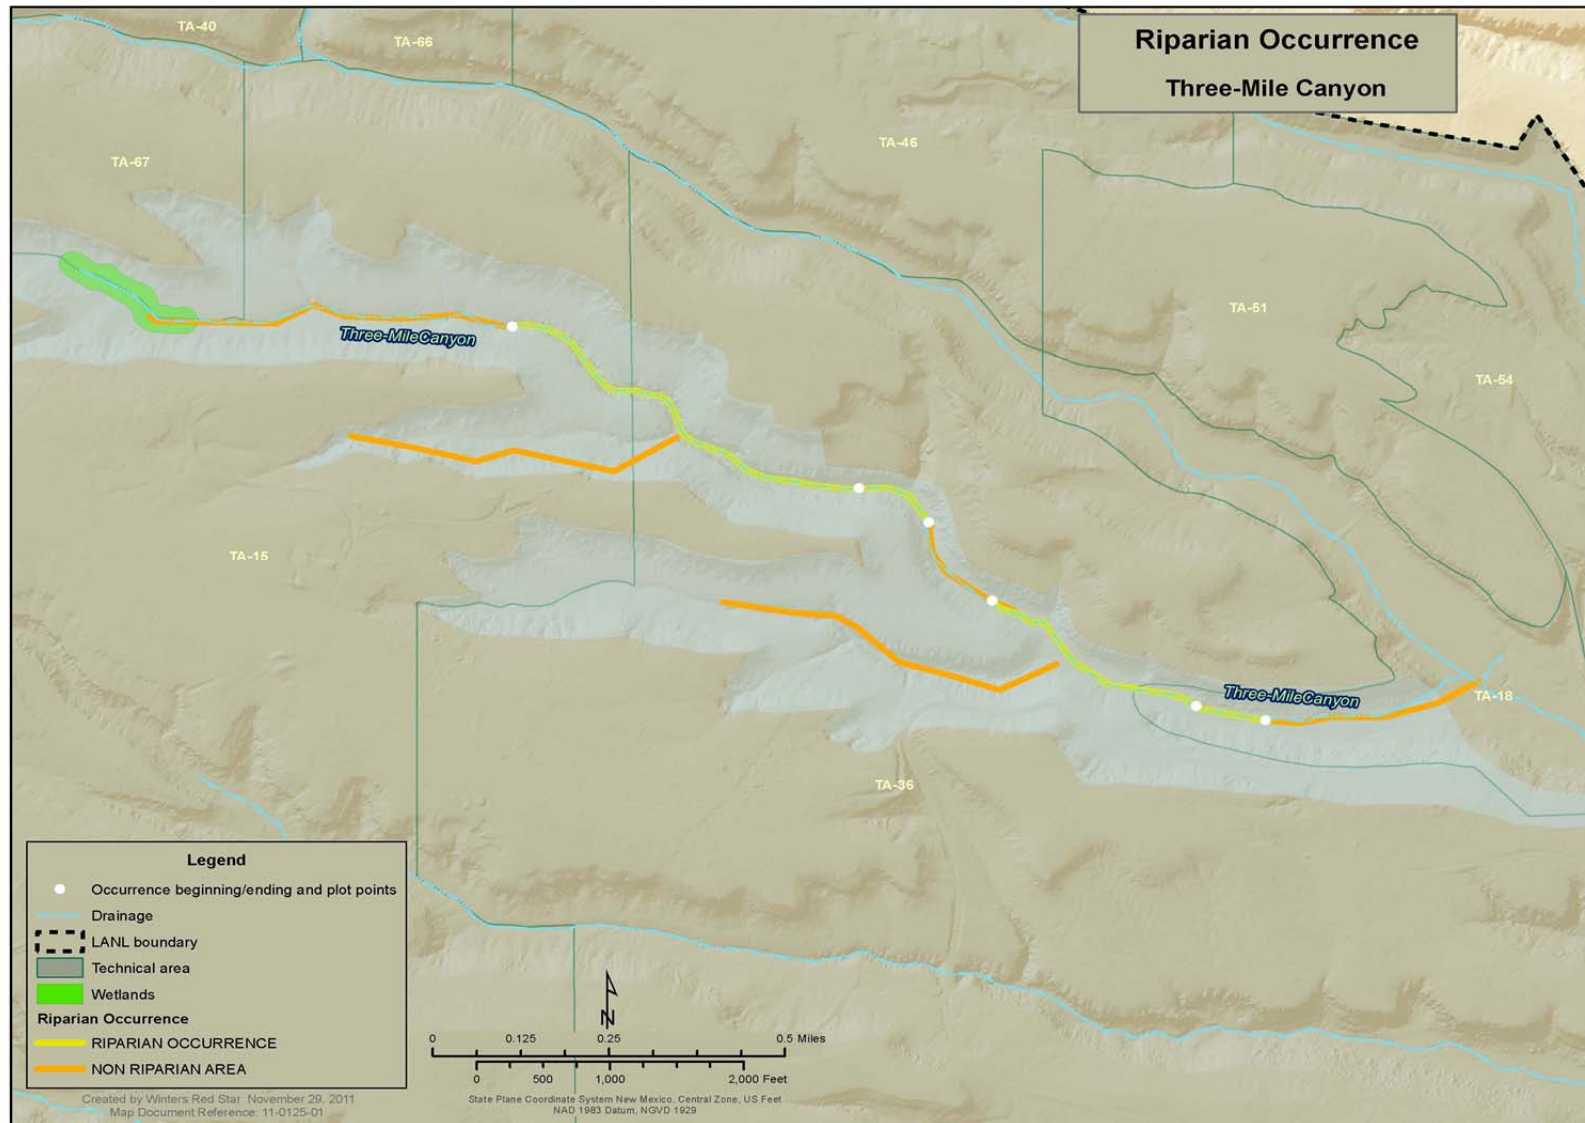 Riparian Occurrence
Three-Mile Canyon
TA-40
TA-66
TA-46
TA-67
TA-51
TA-54
Three-MileCanyon
TA-15
Three-MileCanyon
TA-18
TA-36
Legend
Occurrence beginning/ending and plot points
Drainage
LANL boundary
Technical area
Wetlands
Riparian Occurrence
RIPARIAN OCCURRENCE
NON RIPARIAN AREA
N
0 0.125 0.25 0.5 Miles
0 500 1,000 2,000 Feet
Created by Winters Red Star November 29, 2011
Map Document Reference: 11-0125-01
State Plane Coordinate System New Mexico, Central Zone, US Feet
NAD 1983 Datum, NGVD 1929